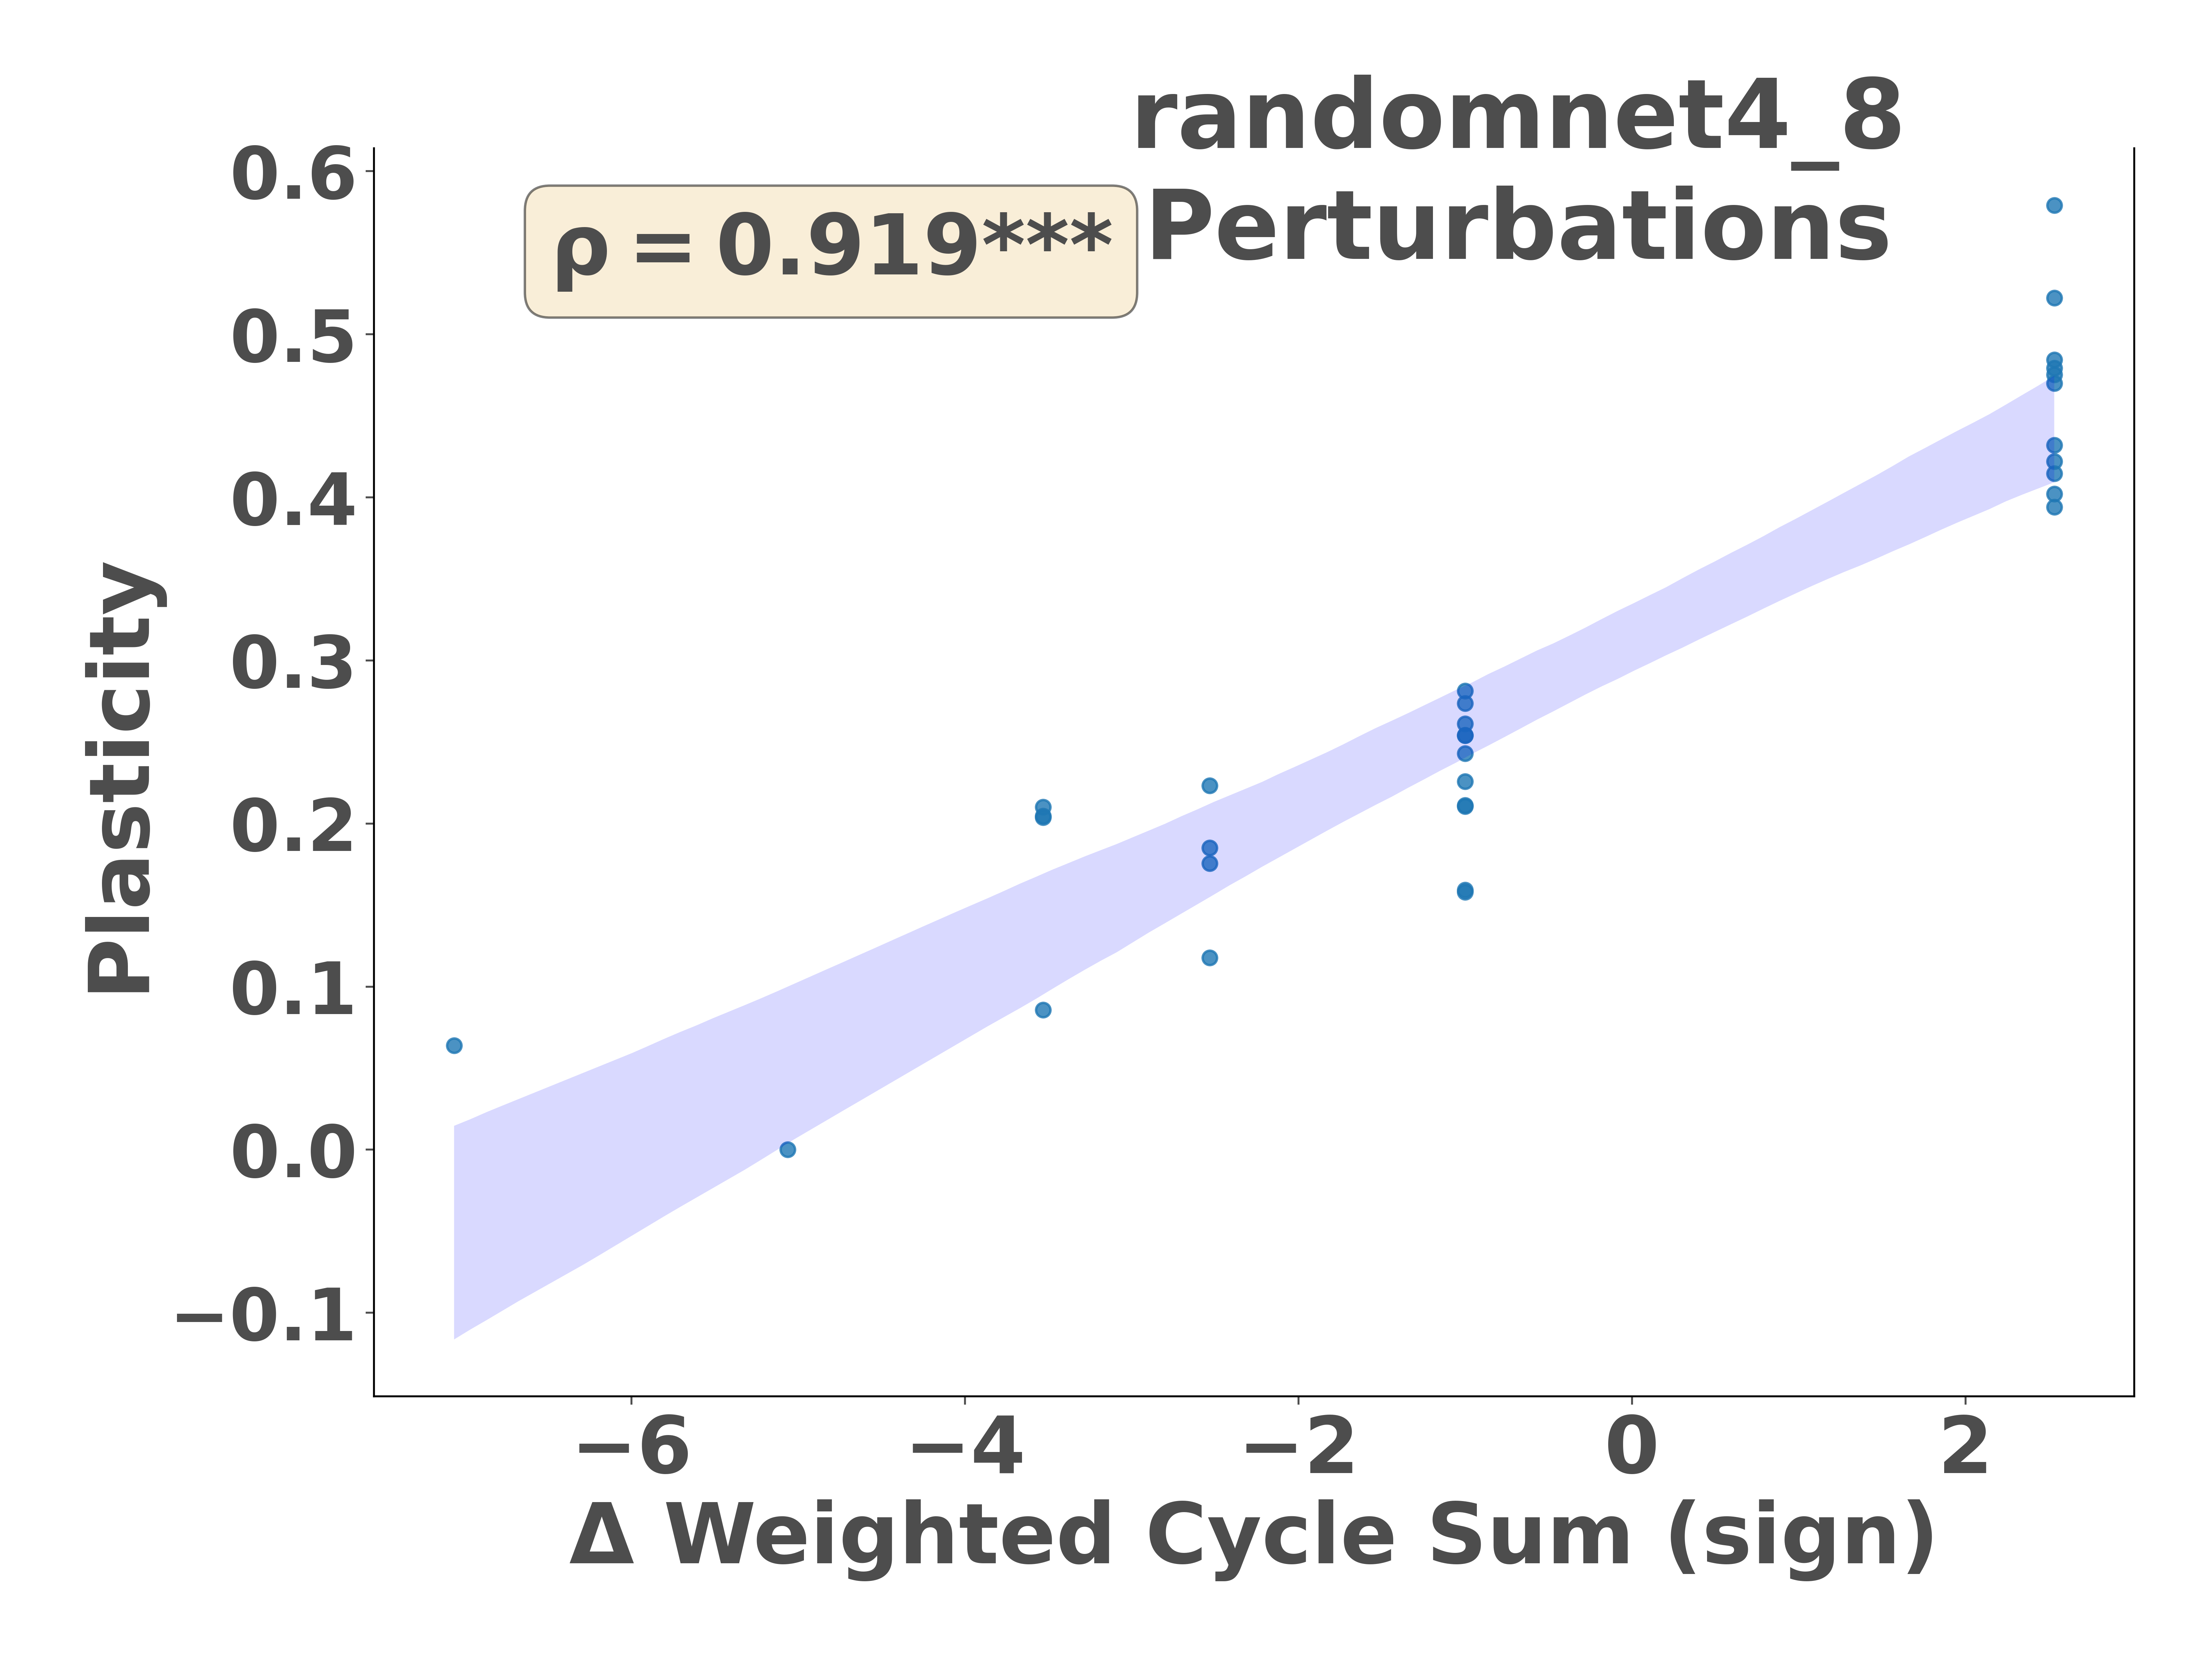 randomnet4_8
Perturbations
ρ = 0.919***
0.6
0.5
0.4
0.3
0.2
0.1
0.0
−0.1
Plasticity
−6 −4 −2 0 2
Δ Weighted Cycle Sum (sign)